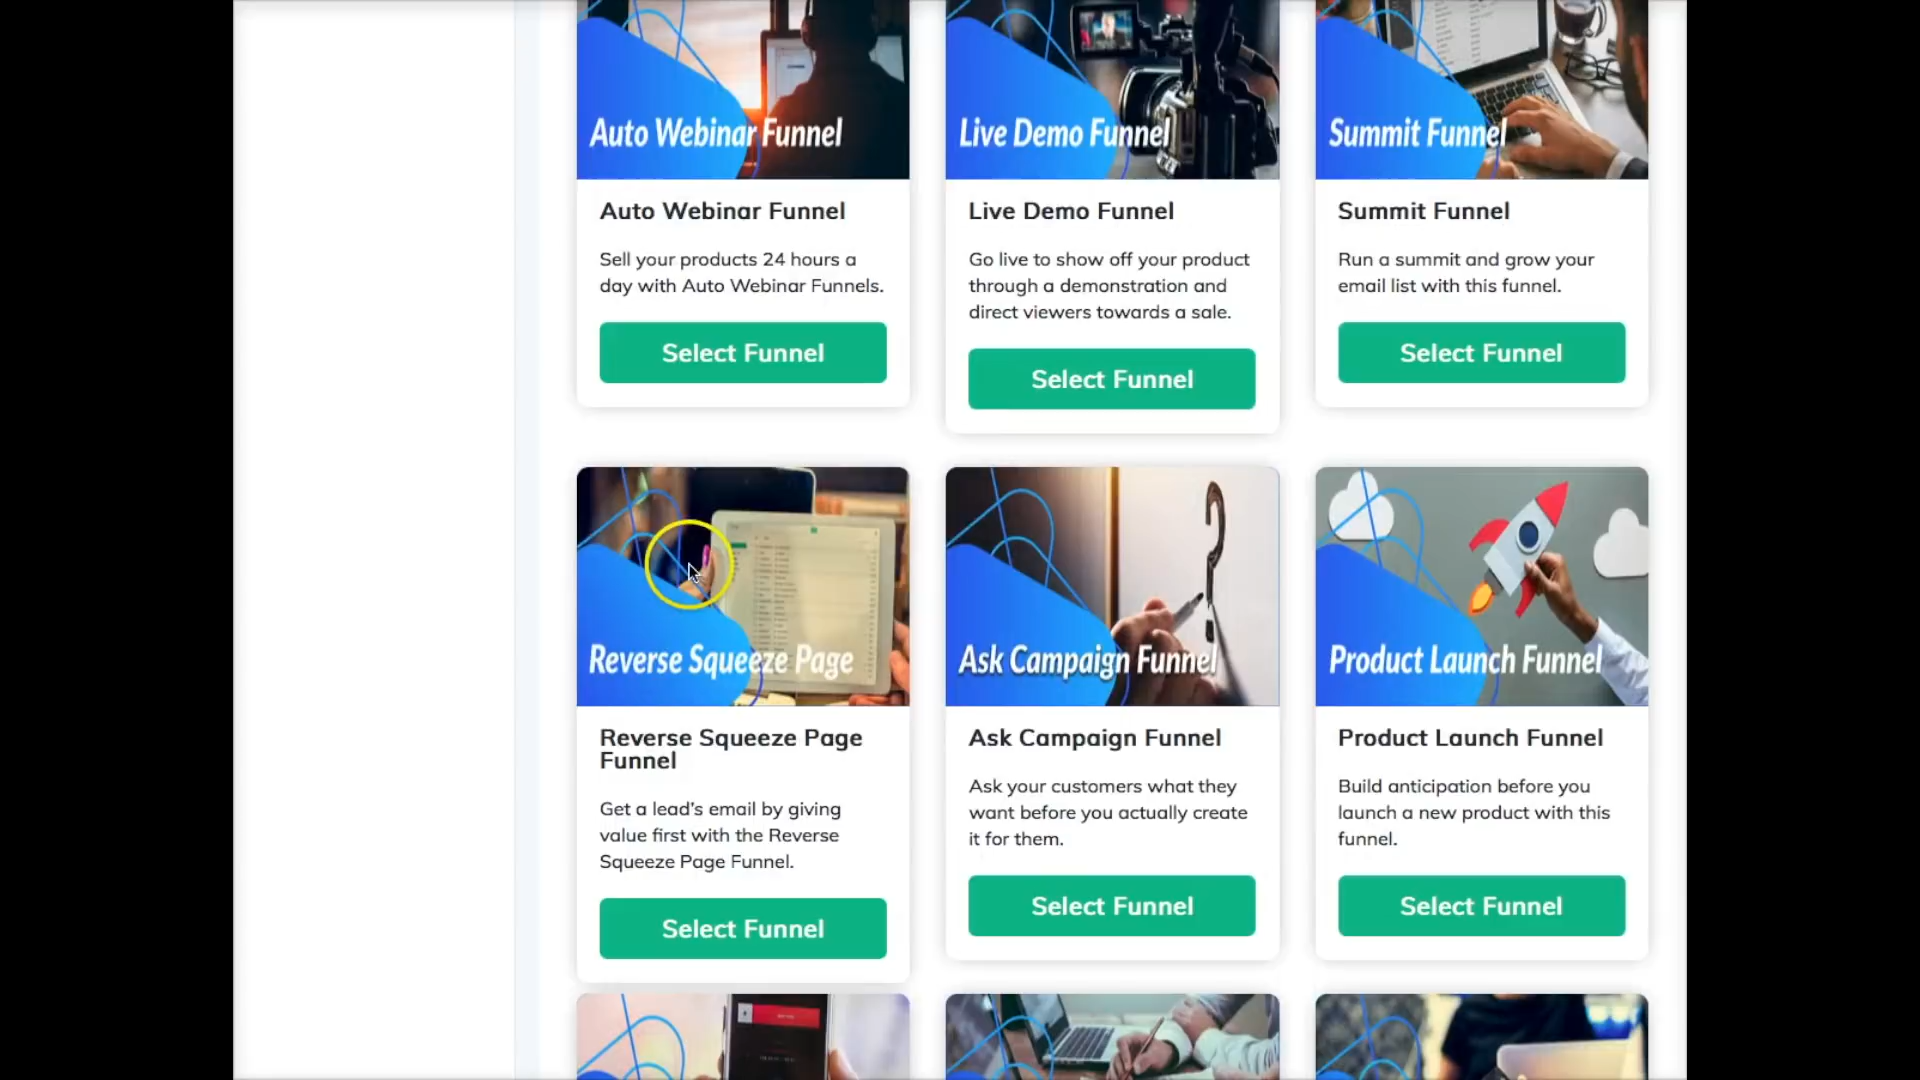 Auto Webinar Funnel
Live Demo Funnel
Summit Funnel
Auto Webinar Funnel
Sell your products 24 hours a
day with Auto Webinar Funnels.
Select Funnel
Live Demo Funnel
Go live to show off your product
through a demonstration and
direct viewers towards a sale.
Select Funnel
Summit Funnel
Run a summit and grow your
email list with this funnel.
Select Funnel
Reverse Squeeze Page
Ask Campaign Funnel
Product Launch Funnel
Reverse Squeeze Page
Funnel
Get a lead's email by giving
value first with the Reverse
Squeeze Page Funnel.
Select Funnel
Ask Campaign Funnel
Ask your customers what they
want before you actually create
it for them.
Select Funnel
Product Launch Funnel
Build anticipation before you
launch a new product with this
funnel.
Select Funnel